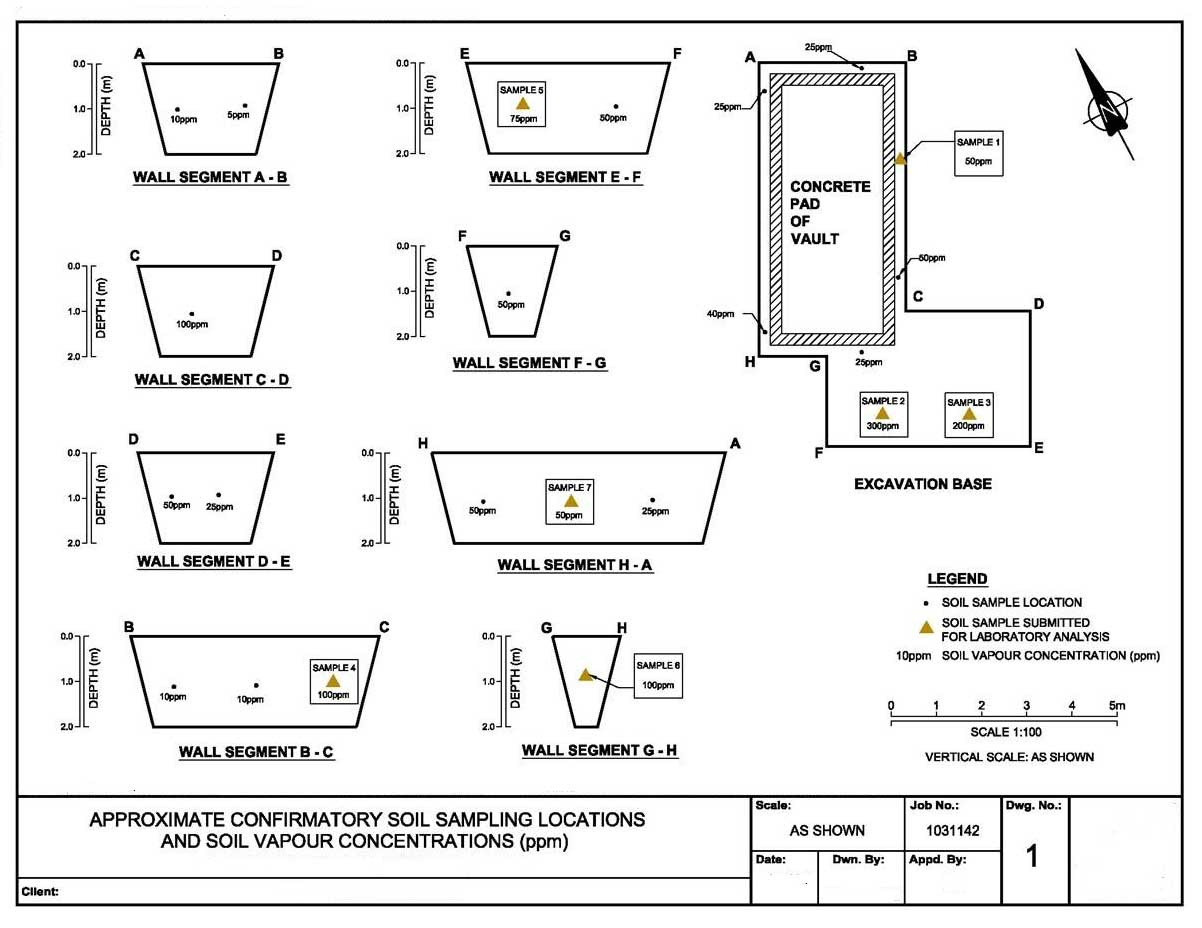 A B
0.0
1.0
2.0
DEPTH (m)
10ppm 5ppm
WALL SEGMENT A - B
E F
0.0
1.0
2.0
DEPTH (m)
SAMPLE 5
75ppm
50ppm
WALL SEGMENT E - F
C D
0.0
1.0
2.0
DEPTH (m)
100ppm
WALL SEGMENT C - D
F G
0.0
1.0
2.0
DEPTH (m)
50ppm
WALL SEGMENT F - G
D E
0.0
1.0
2.0
DEPTH (m)
50ppm 25ppm
WALL SEGMENT D - E
H A
0.0
1.0
2.0
DEPTH (m)
50ppm
SAMPLE 7
50ppm
25ppm
WALL SEGMENT H - A
B C
0.0
1.0
2.0
DEPTH (m)
10ppm 10ppm
SAMPLE 4
100ppm
WALL SEGMENT B - C
G H
0.0
1.0
2.0
DEPTH (m)
SAMPLE 6
100ppm
WALL SEGMENT G - H
25ppm
A B
25ppm
SAMPLE 1
50ppm
CONCRETE
PAD
OF
VAULT
50ppm
C D
40ppm
H G
25ppm
SAMPLE 2
300ppm
SAMPLE 3
200ppm
F E
EXCAVATION BASE
N
LEGEND
SOIL SAMPLE LOCATION
SOIL SAMPLE SUBMITTED
FOR LABORATORY ANALYSIS
10ppm SOIL VAPOUR CONCENTRATION (ppm)
0 1 2 3 4 5m
SCALE 1:100
VERTICAL SCALE: AS SHOWN
APPROXIMATE CONFIRMATORY SOIL SAMPLING LOCATIONS
AND SOIL VAPOUR CONCENTRATIONS (ppm)
Client:
Scale:
AS SHOWN
Job No.:
1031142
Dwg. No.:
1
Date:
Dwn. By:
Appd. By: